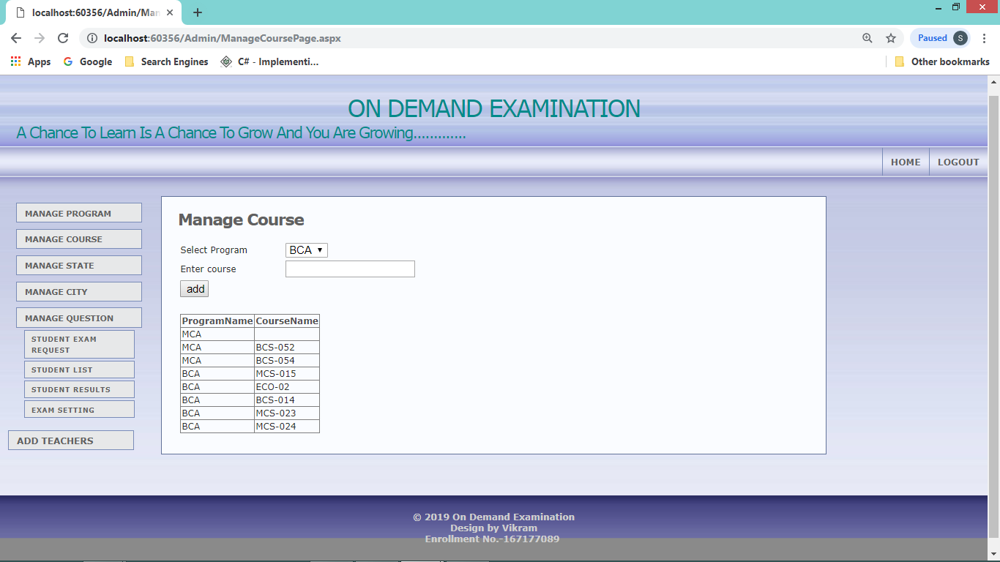 localhost:60356/Admin/Man
localhost:60356/Admin/ManageCoursePage.aspx
Paused S
Apps Google Search Engines C# - Implementi... Other bookmarks
ON DEMAND EXAMINATION
A Chance To Learn Is A Chance To Grow And You Are Growing.............
HOME LOGOUT
MANAGE PROGRAM
MANAGE COURSE
MANAGE STATE
MANAGE CITY
MANAGE QUESTION
STUDENT EXAM
REQUEST
STUDENT LIST
STUDENT RESULTS
EXAM SETTING
ADD TEACHERS
Manage Course
Select Program BCA
Enter course
add
ProgramName CourseName
MCA
MCA BCS-052
MCA BCS-054
BCA MCS-015
BCA ECO-02
BCA BCS-014
BCA MCS-023
BCA MCS-024
© 2019 On Demand Examination
Design by Vikram
Enrollment No.-167177089